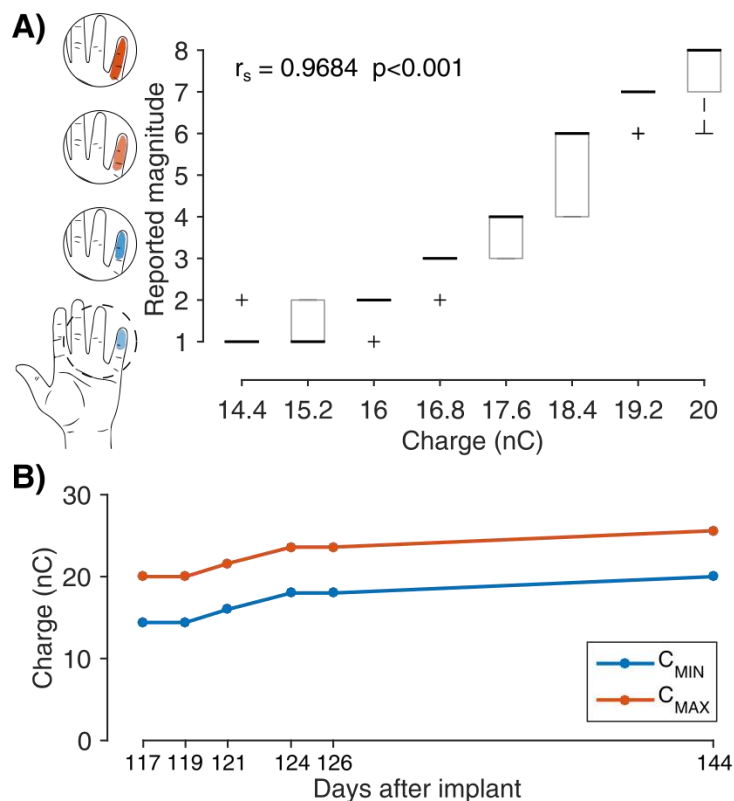 A)
r_s = 0.9684 p<0.001
Reported magnitude
8
7
6
5
4
3
2
1
14.4 15.2 16 16.8 17.6 18.4 19.2 20
Charge (nC)
B)
Charge (nC)
30
20
10
0
C_MIN
C_MAX
117 119 121 124 126 144
Days after implant